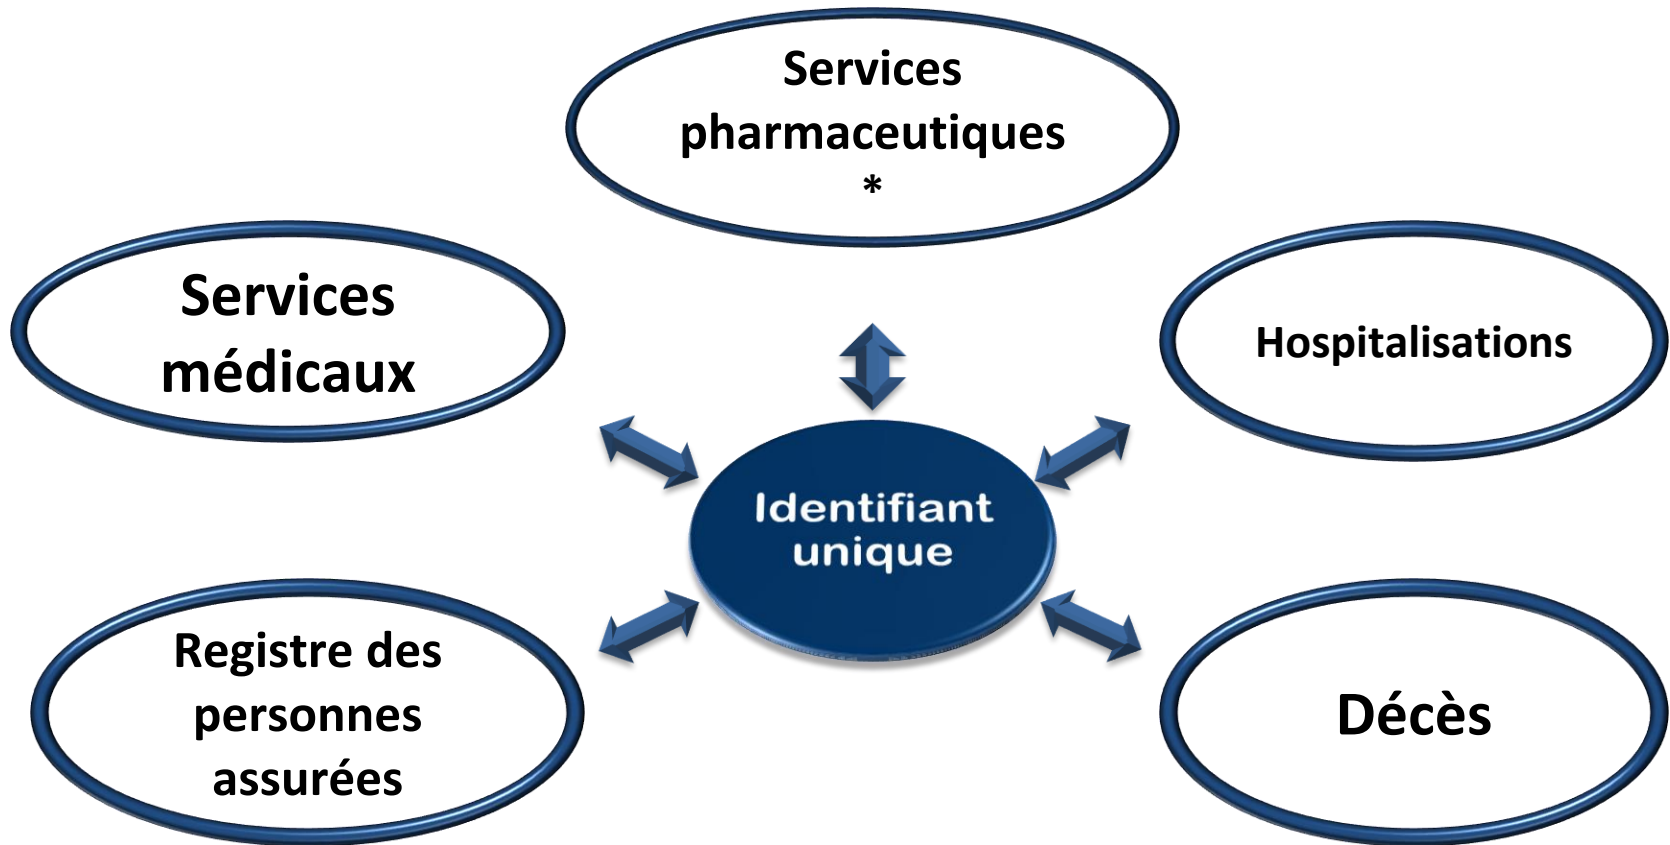 Services
pharmaceutiques
*
Services
médicaux
Hospitalisations
Identifiant
unique
Registre des
personnes
assurées
Décès